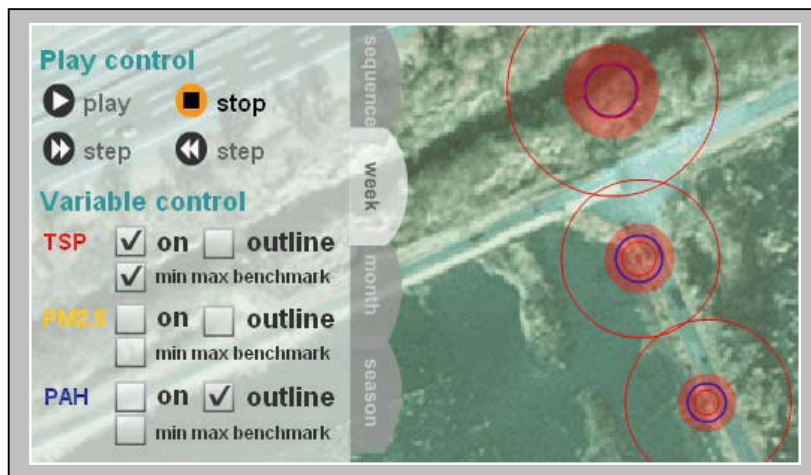 Play control
play stop
step step
Variable control
TSP on outline
min max benchmark
PM2.5 on outline
min max benchmark
PAH on outline
min max benchmark
sequence
week
month
season